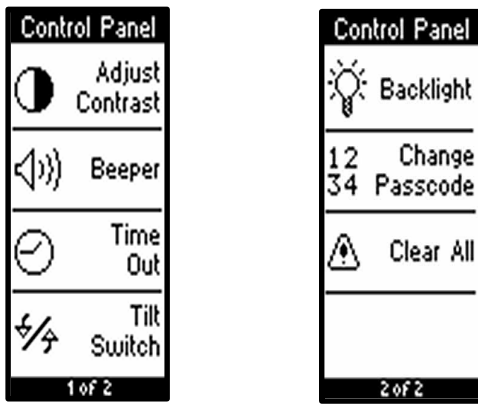 Control Panel
Adjust
Contrast
Beeper
Time
Out
Tilt
Switch
1 of 2
Control Panel
Backlight
12
34
Change
Passcode
Clear All
2 of 2